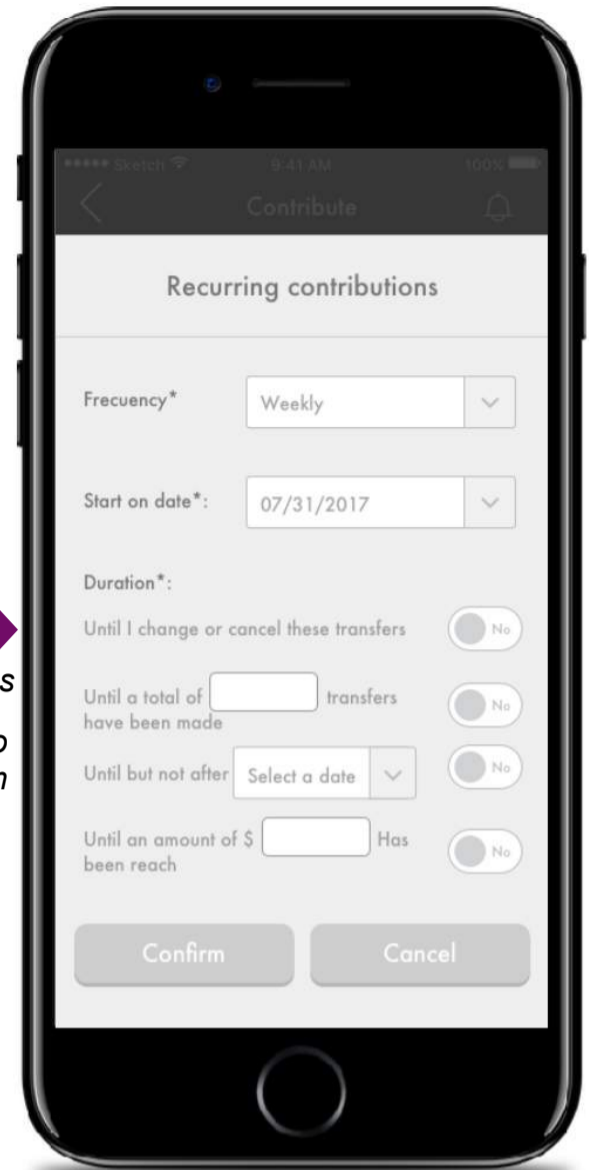 ••••• Sketch 9:41 AM 100%
Contribute
Recurring contributions
Frecuency* Weekly
Start on date*: 07/31/2017
Duration*:
Until I change or cancel these transfers No
Until a total of transfers No
have been made
Until but not after Select a date No
Until an amount of $ Has No
been reach
Confirm Cancel